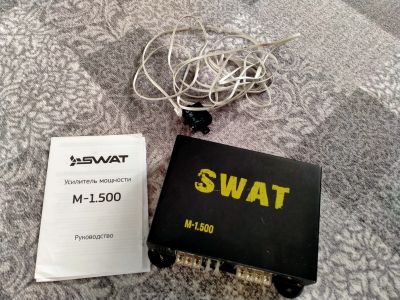 SWAT
Усилитель мощности
М-1.500
Руководство
SWAT
M-1.500